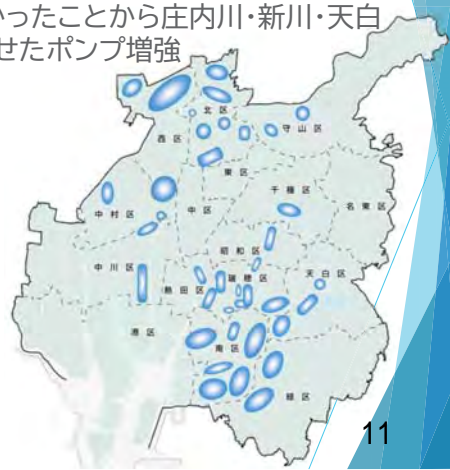 かったことから庄内川・新川・天白
せたポンプ増強
北区
守山区
西区
東区
千種区
名東区
中村区
中区
昭和区
中川区
天白区
瑞穂区
熱田区
港区
南区
緑区
11